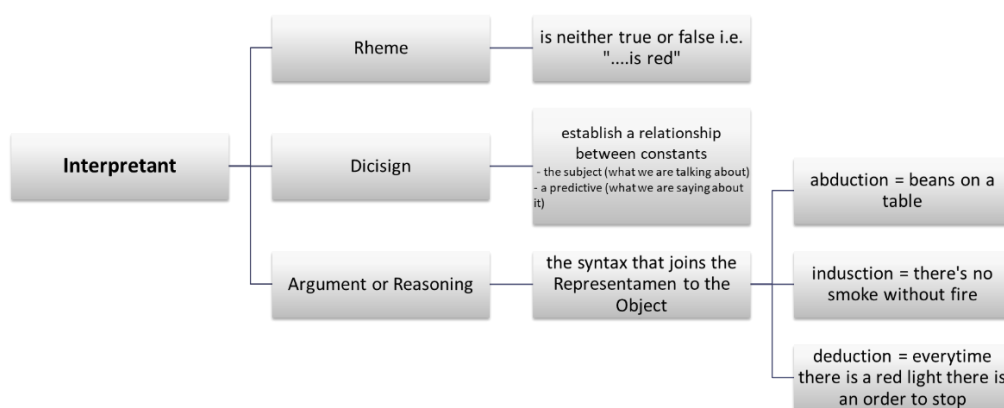 Interpretant
Rheme
is neither true or false i.e.
"....is red"
Dicisign
establish a relationship
between constants
- the subject (what we are talking about)
- a predictive (what we are saying about
it)
Argument or Reasoning
the syntax that joins the
Representamen to the
Object
abduction = beans on a
table
indusction = there's no
smoke without fire
deduction = everytime
there is a red light there is
an order to stop